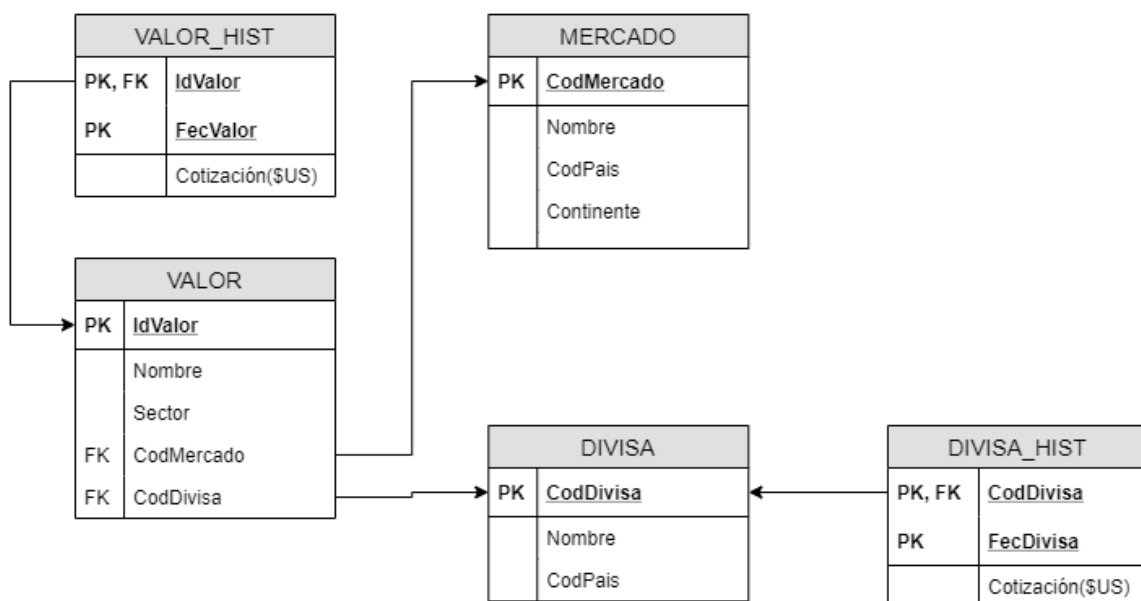 VALOR_HIST
PK, FK IdValor
PK FecValor
Cotización($US)
MERCADO
PK CodMercado
Nombre
CodPais
Continente
VALOR
PK IdValor
Nombre
Sector
FK CodMercado
FK CodDivisa
DIVISA
PK CodDivisa
Nombre
CodPais
DIVISA_HIST
PK, FK CodDivisa
PK FecDivisa
Cotización($US)